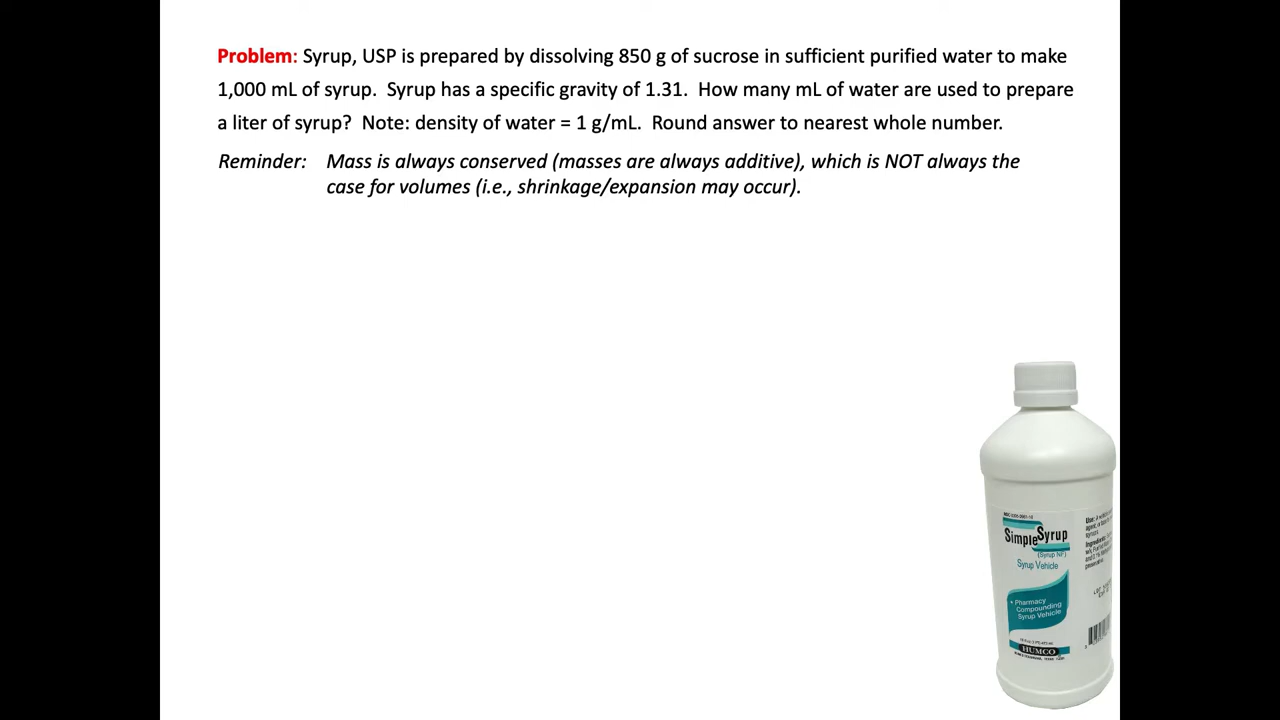 Problem: Syrup, USP is prepared by dissolving 850 g of sucrose in sufficient purified water to make
1,000 mL of syrup. Syrup has a specific gravity of 1.31. How many mL of water are used to prepare
a liter of syrup? Note: density of water = 1 g/mL. Round answer to nearest whole number.
Reminder: Mass is always conserved (masses are always additive), which is NOT always the
case for volumes (i.e., shrinkage/expansion may occur).
Simple Syrup
(Syrup NF)
Syrup Vehicle
• Pharmacy
Compounding
Syrup Vehicle
HUMCO